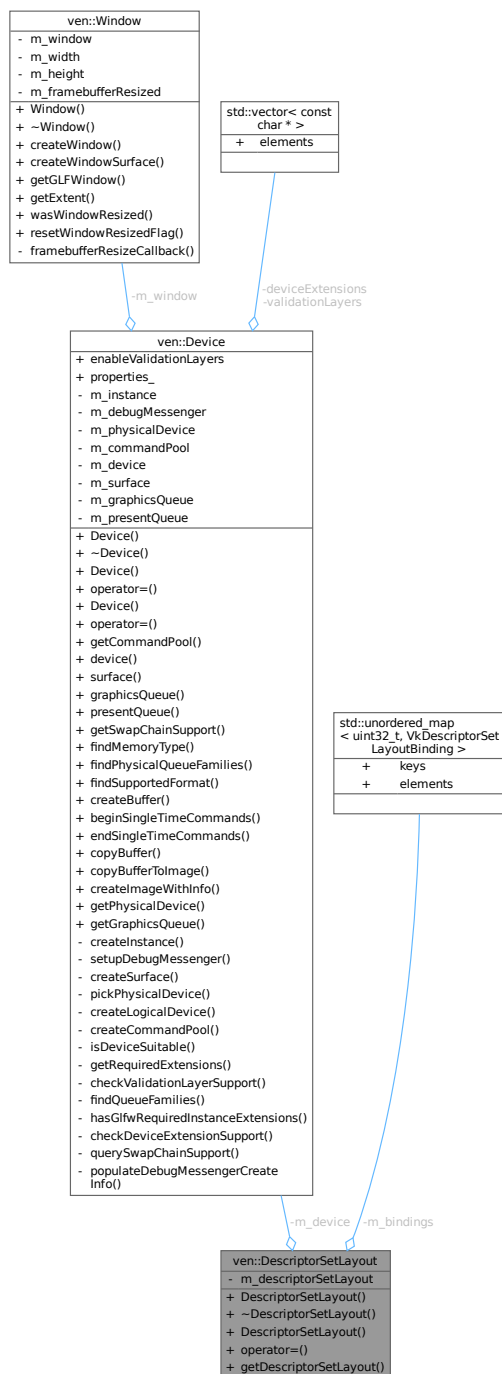 ven::Window
- m_window
- m_width
- m_height
- m_framebufferResized
+ Window()
+ ~Window()
+ createWindow()
+ createWindowSurface()
+ getGLFWindow()
+ getExtent()
+ wasWindowResized()
+ resetWindowResizedFlag()
- framebufferResizeCallback()
std::vector< const
char * >
+ elements
-m_window
-deviceExtensions
-validationLayers
ven::Device
+ enableValidationLayers
+ properties_
- m_instance
- m_debugMessenger
- m_physicalDevice
- m_commandPool
- m_device
- m_surface
- m_graphicsQueue
- m_presentQueue
+ Device()
+ ~Device()
+ Device()
+ operator=()
+ Device()
+ operator=()
+ getCommandPool()
+ device()
+ surface()
+ graphicsQueue()
+ presentQueue()
+ getSwapChainSupport()
+ findMemoryType()
+ findPhysicalQueueFamilies()
+ findSupportedFormat()
+ createBuffer()
+ beginSingleTimeCommands()
+ endSingleTimeCommands()
+ copyBuffer()
+ copyBufferToImage()
+ createImageWithInfo()
+ getPhysicalDevice()
+ getGraphicsQueue()
- createInstance()
- setupDebugMessenger()
- createSurface()
- pickPhysicalDevice()
- createLogicalDevice()
- createCommandPool()
- isDeviceSuitable()
- getRequiredExtensions()
- checkValidationLayerSupport()
- findQueueFamilies()
- hasGlfwRequiredInstanceExtensions()
- checkDeviceExtensionSupport()
- querySwapChainSupport()
- populateDebugMessengerCreate
Info()
std::unordered_map
< uint32_t, VkDescriptorSet
LayoutBinding >
+ keys
+ elements
-m_device
-m_bindings
ven::DescriptorSetLayout
- m_descriptorSetLayout
+ DescriptorSetLayout()
+ ~DescriptorSetLayout()
+ DescriptorSetLayout()
+ operator=()
+ getDescriptorSetLayout()